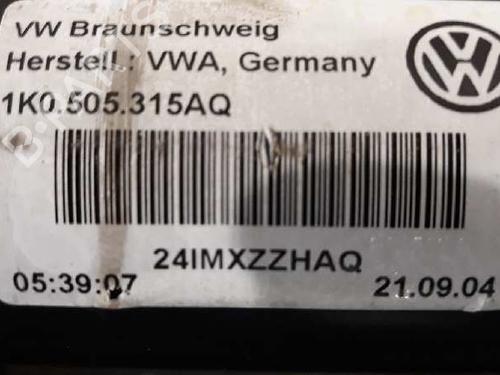 VW Braunschweig
Herstell.: VWA, Germany
1K0.505.315AQ
24IMXZZHAQ
05:39:07 21.09.04